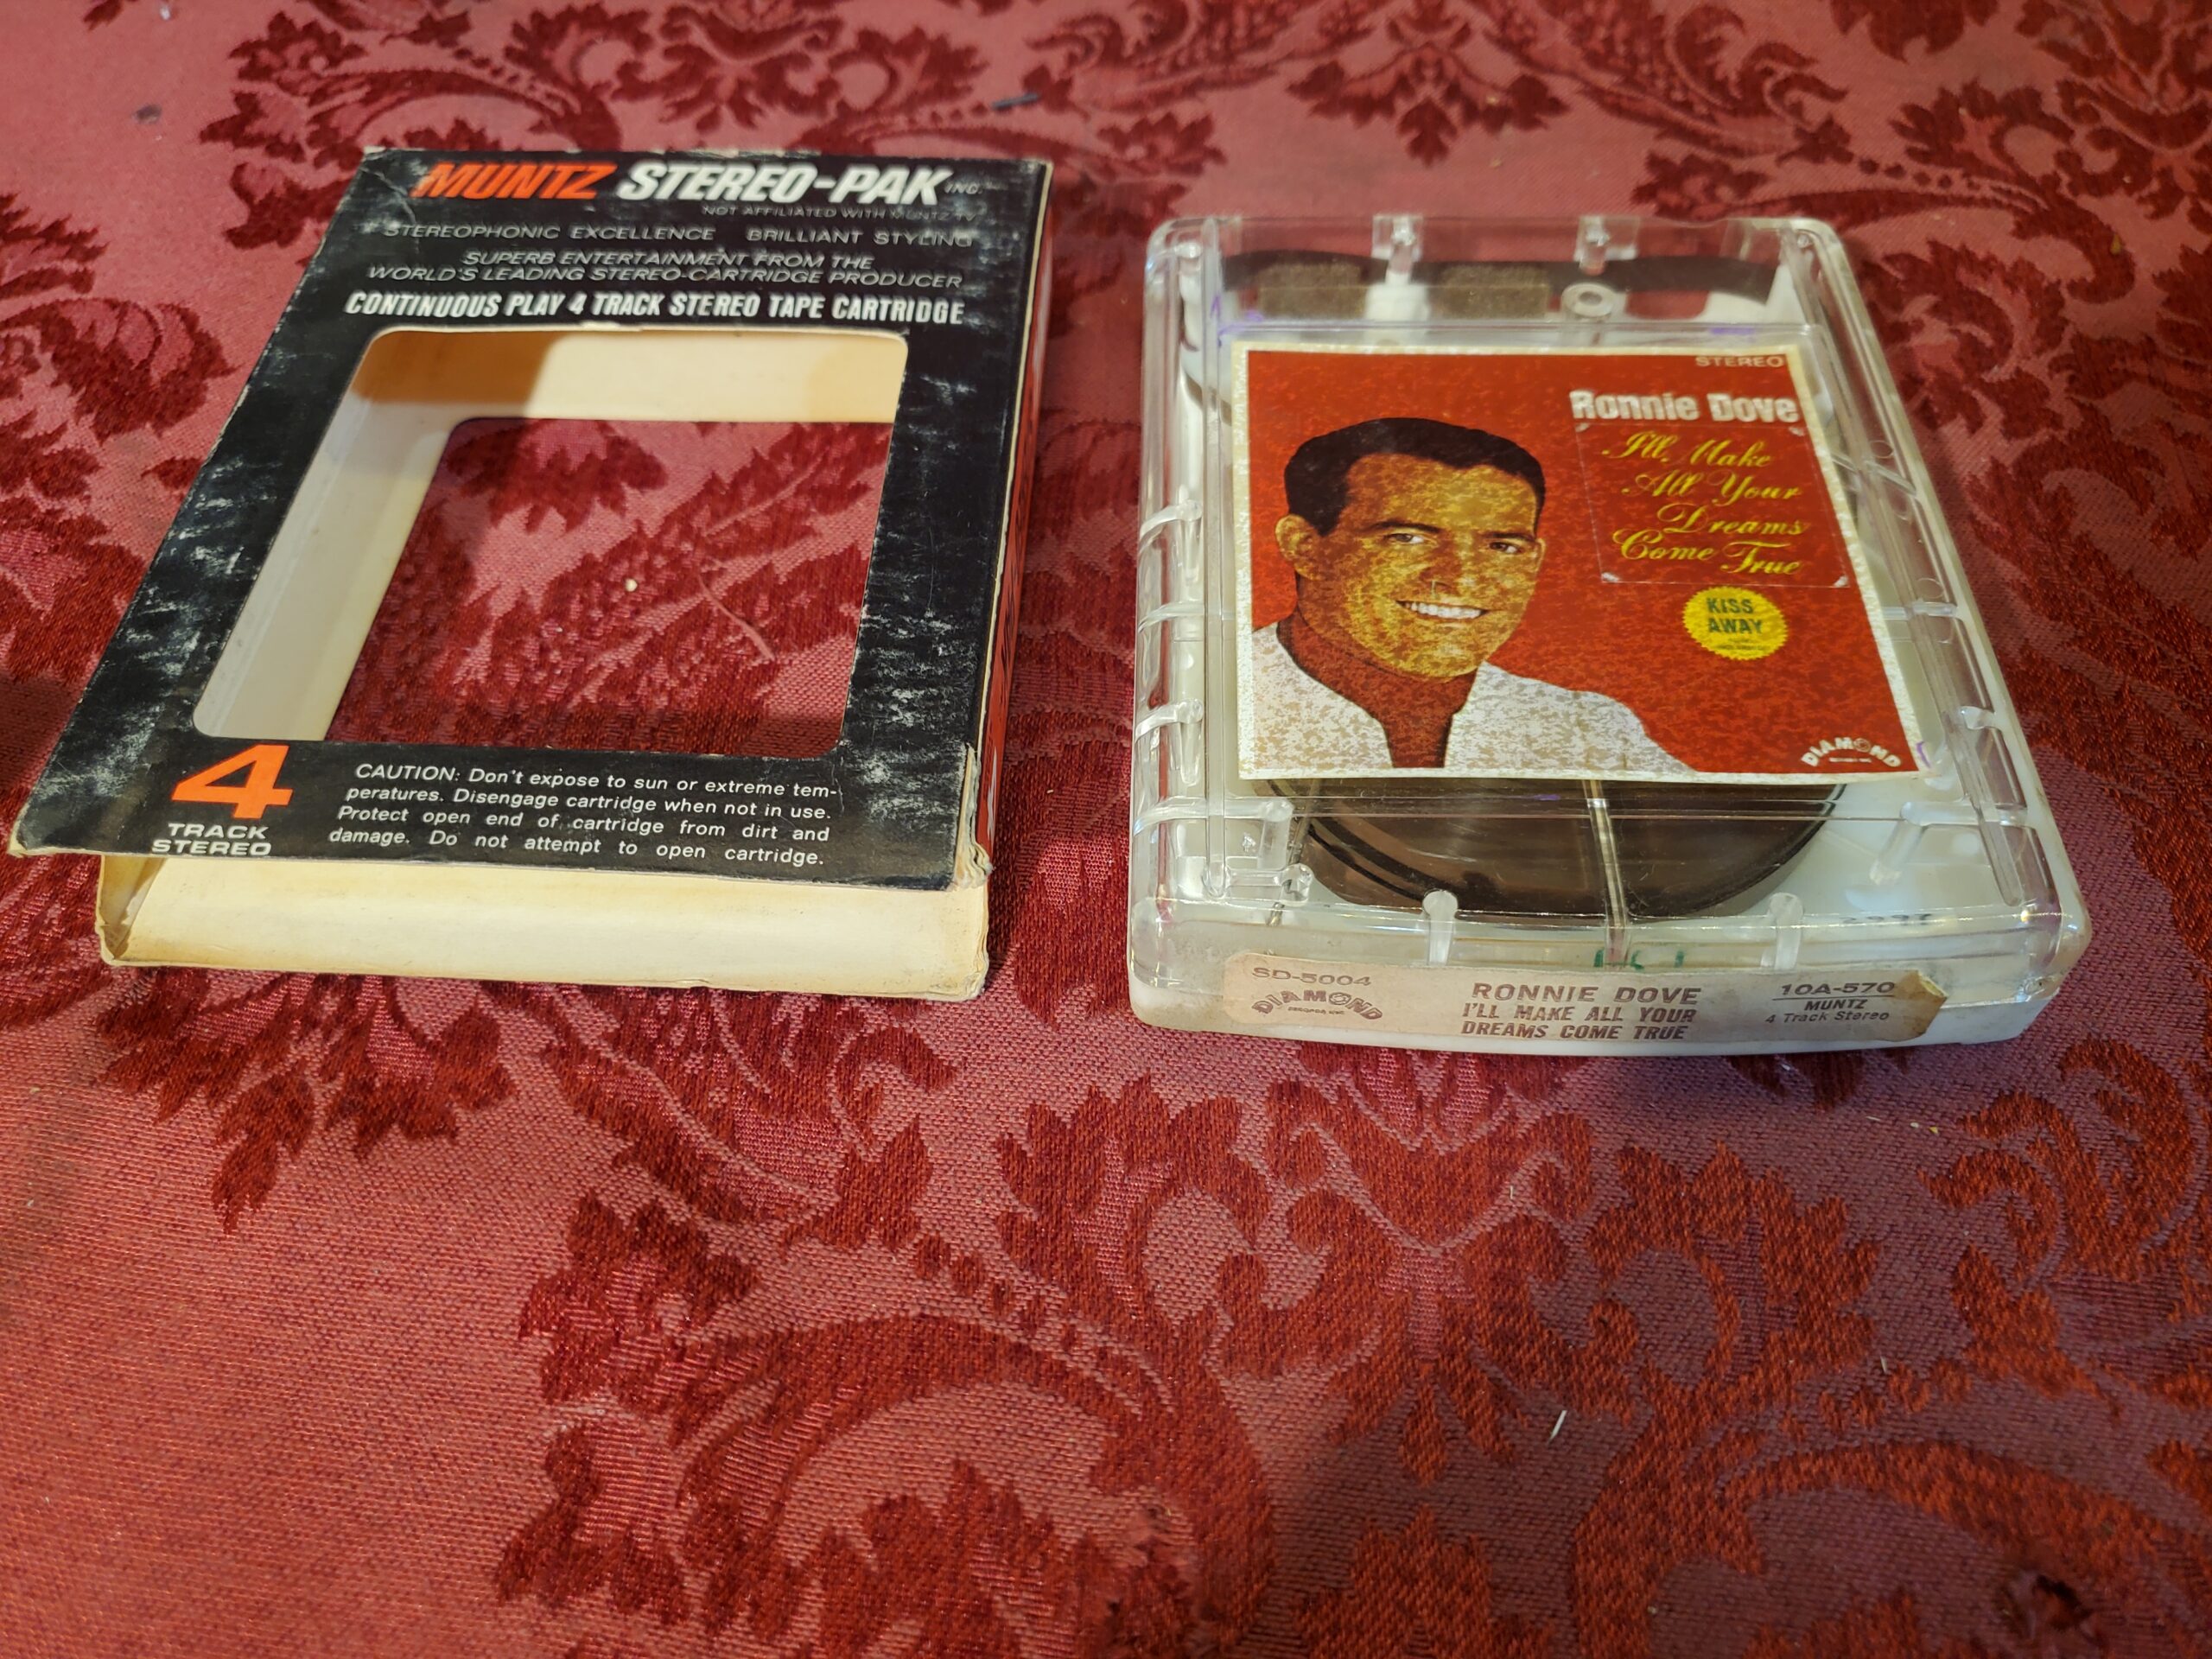 MUNTZ STEREO-PAK INC.
NOT AFFILIATED WITH MUNTZ TV
STEREOPHONIC EXCELLENCE BRILLIANT STYLING
SUPERB ENTERTAINMENT FROM THE
WORLD'S LEADING STEREO-CARTRIDGE PRODUCER
CONTINUOUS PLAY 4 TRACK STEREO TAPE CARTRIDGE
4
TRACK
STEREO
CAUTION: Don't expose to sun or extreme tem-
peratures. Disengage cartridge when not in use.
Protect open end of cartridge from dirt and
damage. Do not attempt to open cartridge.
STEREO
Ronnie Dove
I'll Make
All Your
Dreams
Come True
KISS
AWAY
DIAMOND
SD-5004
DIAMOND
RONNIE DOVE
I'LL MAKE ALL YOUR
DREAMS COME TRUE
10A-570
MUNTZ
4 Track Stereo